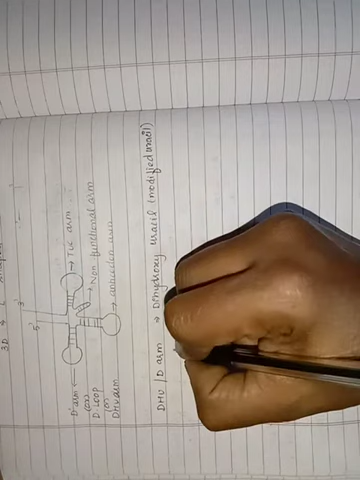 3D → L
5'
3'
D-arm
(or)
D. LOOP
(or)
DHU arm
→ TψC arm
→ Non functional arm
→ anticodon arm
DHU / D arm → Dihydroxy uracil (modified uracil)